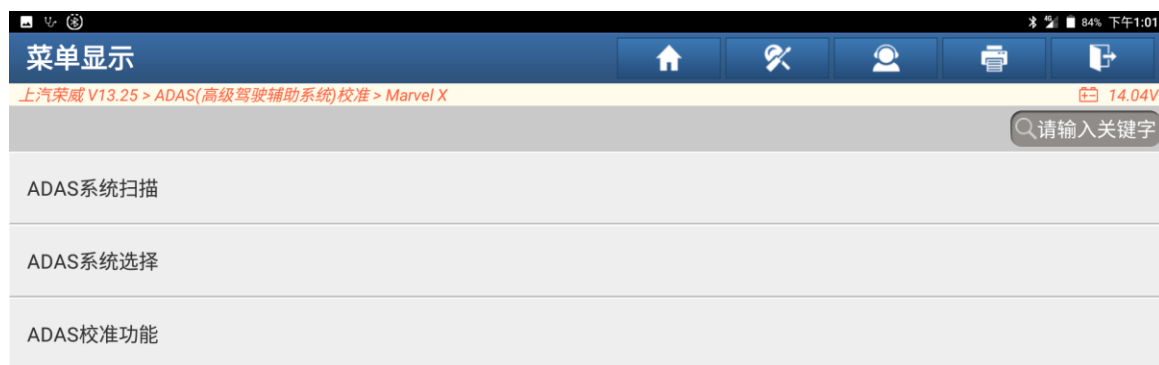 4G 84% 下午1:01
菜单显示
上汽荣威 V13.25 > ADAS(高级驾驶辅助系统)校准 > Marvel X 14.04V
请输入关键字
ADAS系统扫描
ADAS系统选择
ADAS校准功能